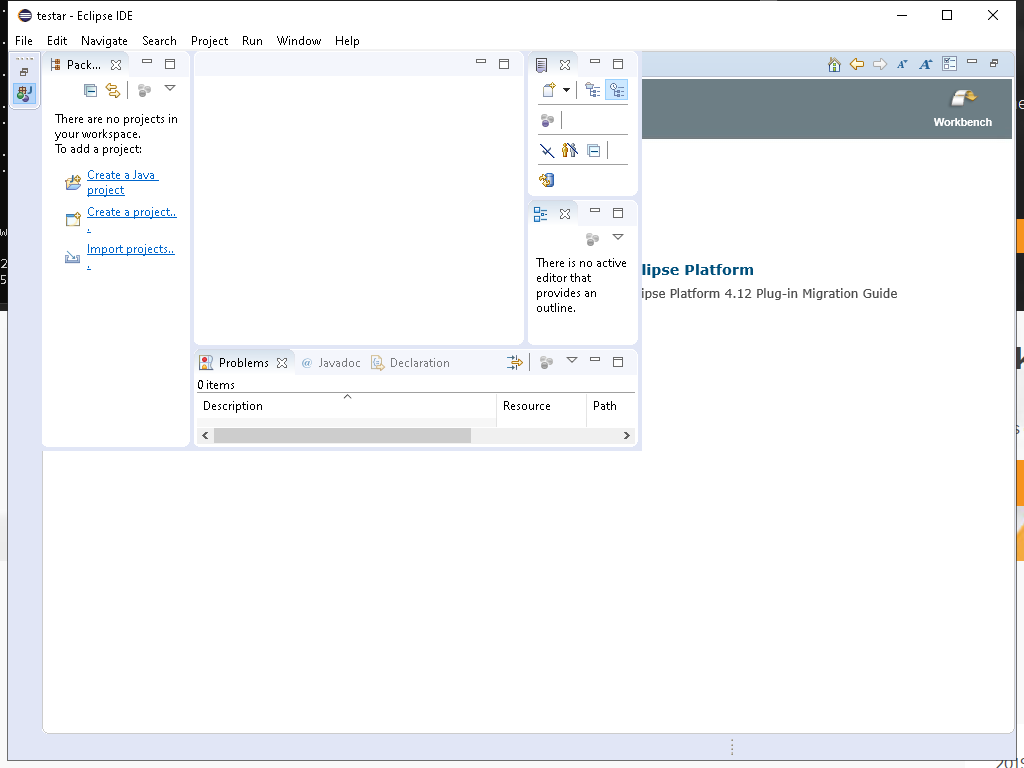 testar - Eclipse IDE
File Edit Navigate Search Project Run Window Help
Pack...
There are no projects in
your workspace.
To add a project:
Create a Java
project
Create a project..
.
Import projects..
.
There is no active
editor that
provides an
outline.
Workbench
lipse Platform
ipse Platform 4.12 Plug-in Migration Guide
Problems @ Javadoc Declaration
0 items
Description Resource Path